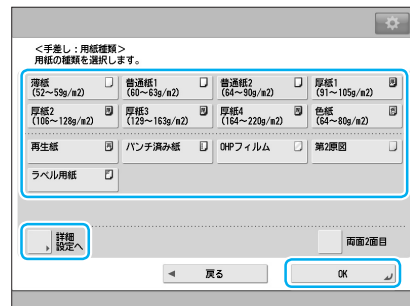 <手差し：用紙種類>
用紙の種類を選択します。
薄紙
(52～59g/m2)
普通紙1
(60～63g/m2)
普通紙2
(64～90g/m2)
厚紙1
(91～105g/m2)
厚紙2
(106～128g/m2)
厚紙3
(129～163g/m2)
厚紙4
(164～220g/m2)
色紙
(64～80g/m2)
再生紙
パンチ済み紙
OHPフィルム
第2原図
ラベル用紙
詳細
設定へ
両面2面目
戻る
OK